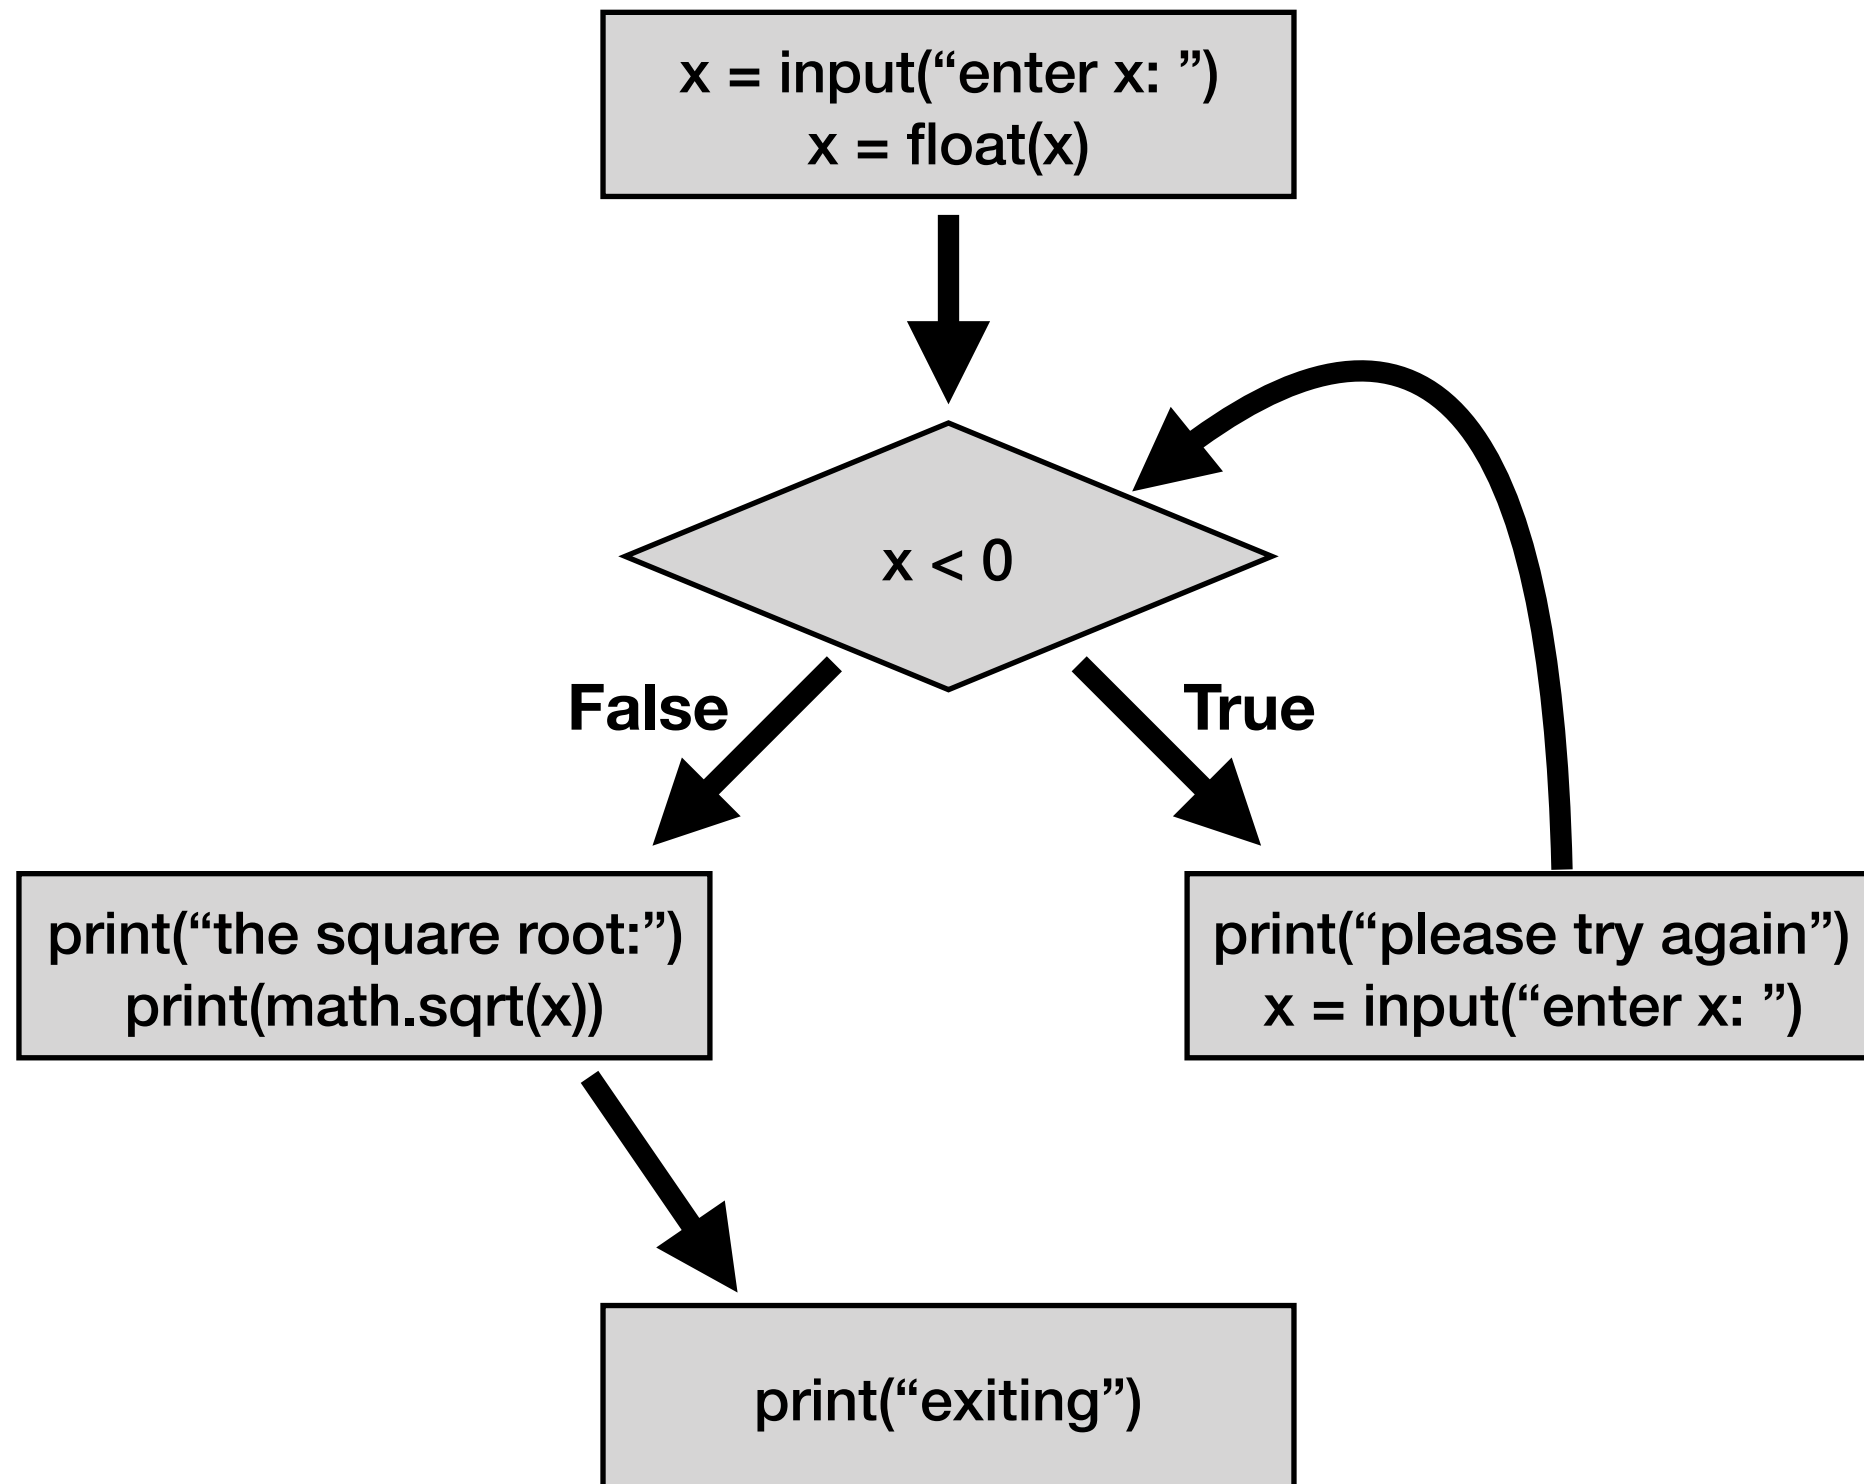 x = input(“enter x: ”)
x = float(x)
x < 0
False
True
print(“the square root:”)
print(math.sqrt(x))
print(“please try again”)
x = input(“enter x: ”)
print(“exiting”)